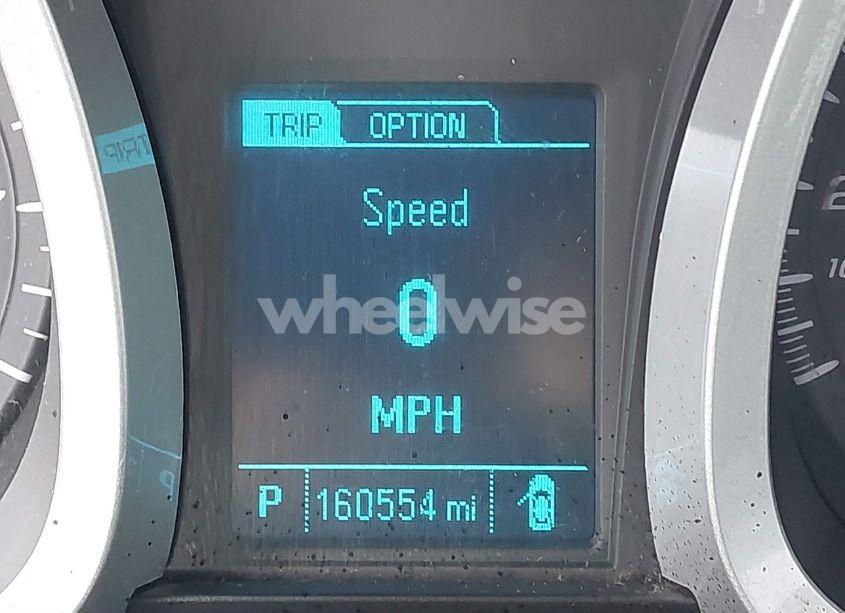 TRIP OPTION
TRIP
Speed
0
wheelwise
MPH
P 160554 mi